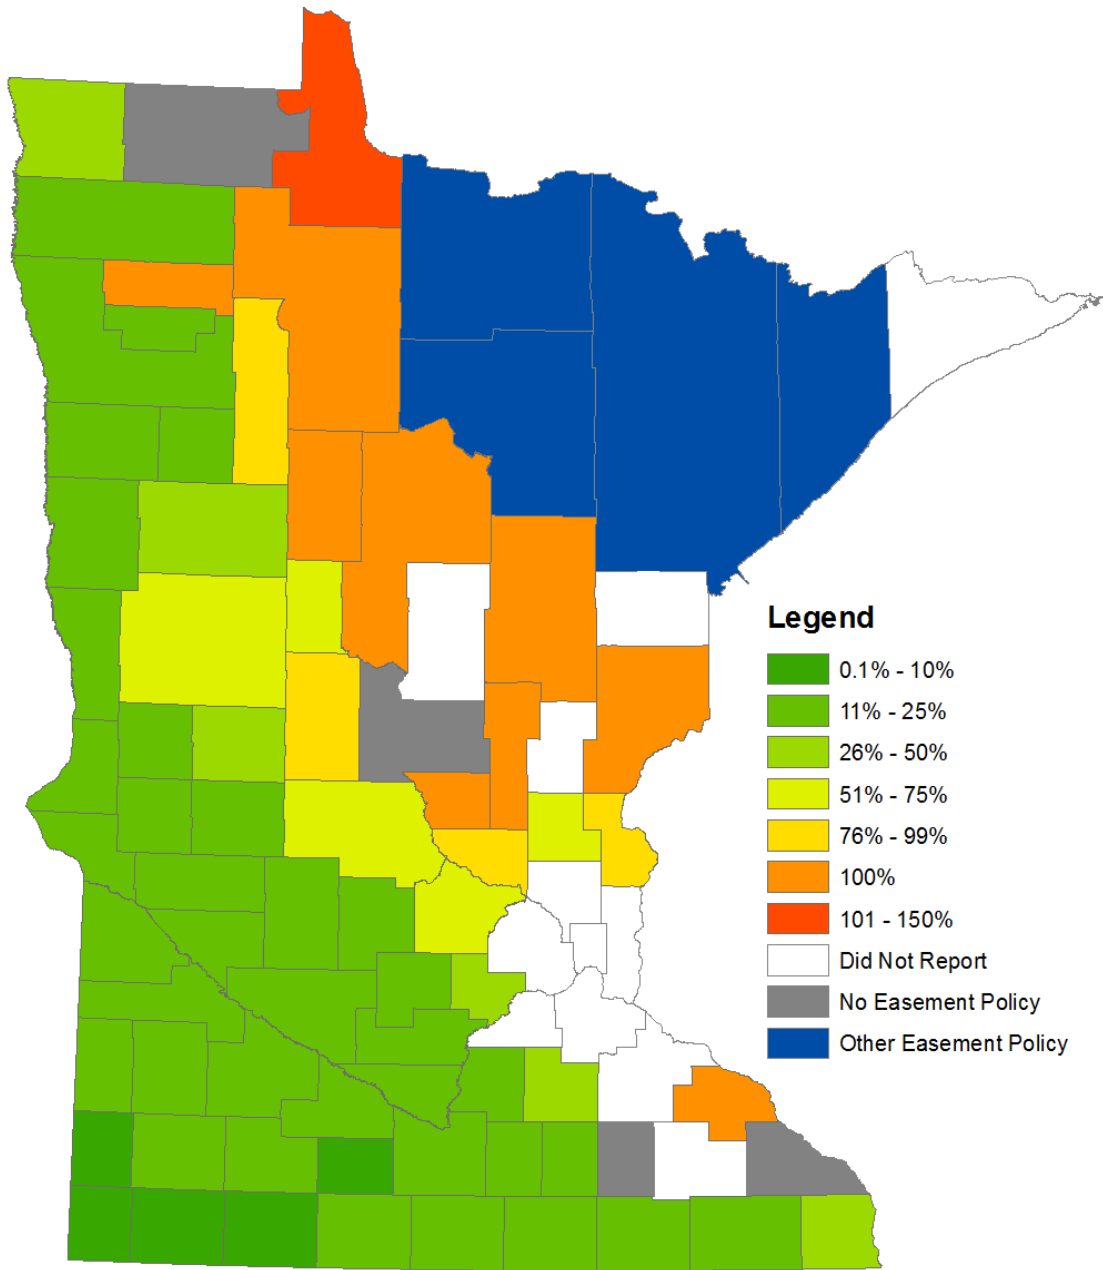 Legend
0.1% - 10%
11% - 25%
26% - 50%
51% - 75%
76% - 99%
100%
101 - 150%
Did Not Report
No Easement Policy
Other Easement Policy